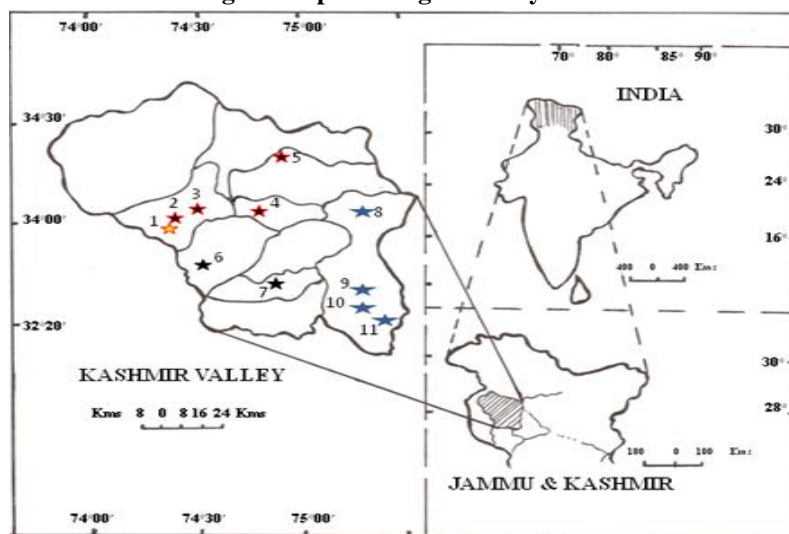 74°00' 74°30' 75°00'
70° 80° 85° 90°
INDIA
34°30'
30°
5
24°
3
2
4
8
34°00'
1
16°
6
400 0 400 Kms
9
7
10
11
32°20'
30°
KASHMIR VALLEY
Kms 8 0 8 16 24 Kms
28°
100 0 100 Kms
JAMMU & KASHMIR
74°00' 74°30' 75°00'